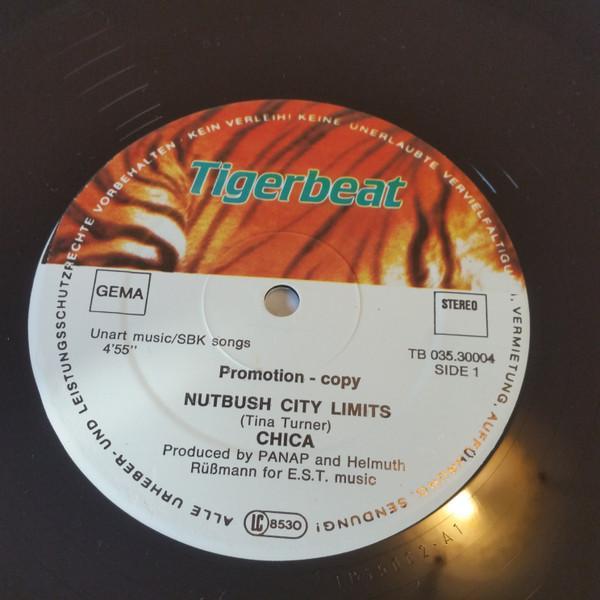 Tigerbeat
ALLE URHEBER- UND LEISTUNGSSCHUTZRECHTE VORBEHALTEN · KEIN VERLEIH! KEINE UNERLAUBTE VERVIELFÄLTIGU , VERMIETUNG, AUFFÜHRUNG, SENDUNG!
GEMA
STEREO
Unart music/SBK songs
4'55''
TB 035.30004
SIDE 1
Promotion - copy
NUTBUSH CITY LIMITS
(Tina Turner)
CHICA
Produced by PANAP and Helmuth
Rüßmann for E.S.T. music
LC 8530